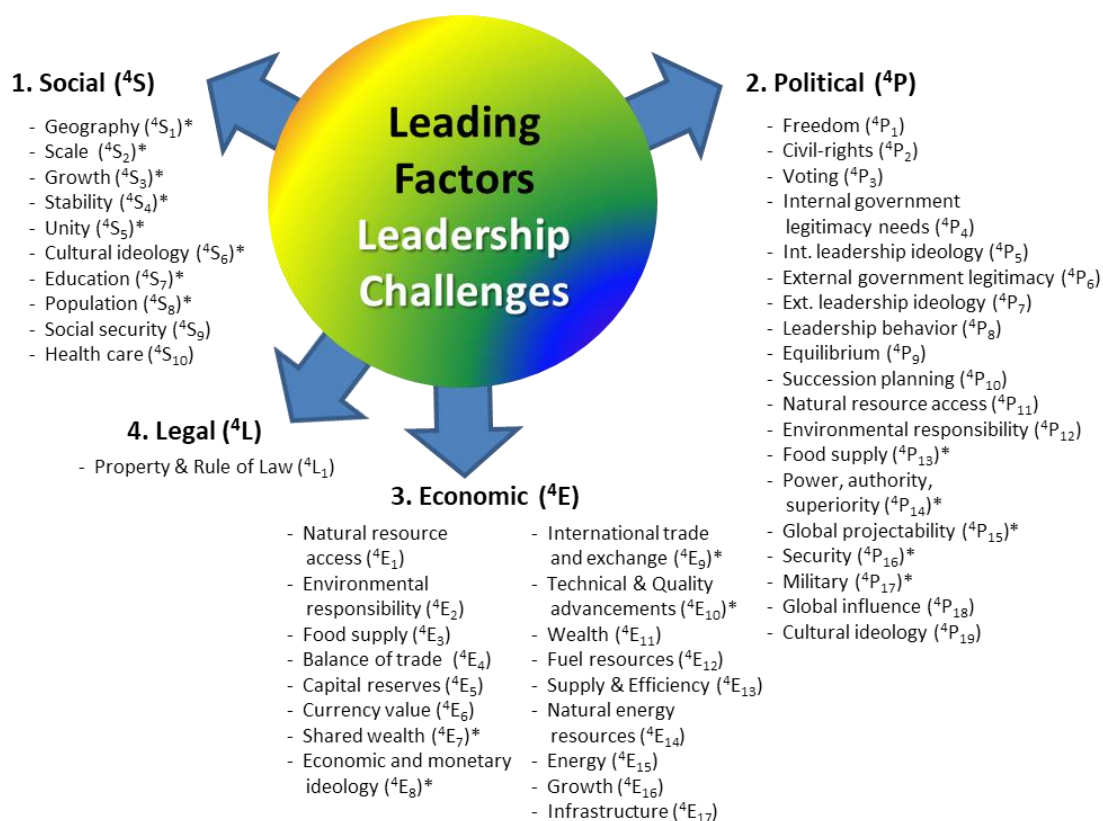 Leading
Factors
Leadership
Challenges
1. Social (⁴S)
- Geography (⁴S₁)*
- Scale (⁴S₂)*
- Growth (⁴S₃)*
- Stability (⁴S₄)*
- Unity (⁴S₅)*
- Cultural ideology (⁴S₆)*
- Education (⁴S₇)*
- Population (⁴S₈)*
- Social security (⁴S₉)
- Health care (⁴S₁₀)
2. Political (⁴P)
- Freedom (⁴P₁)
- Civil-rights (⁴P₂)
- Voting (⁴P₃)
- Internal government
legitimacy needs (⁴P₄)
- Int. leadership ideology (⁴P₅)
- External government legitimacy (⁴P₆)
- Ext. leadership ideology (⁴P₇)
- Leadership behavior (⁴P₈)
- Equilibrium (⁴P₉)
- Succession planning (⁴P₁₀)
- Natural resource access (⁴P₁₁)
- Environmental responsibility (⁴P₁₂)
- Food supply (⁴P₁₃)*
- Power, authority,
superiority (⁴P₁₄)*
- Global projectability (⁴P₁₅)*
- Security (⁴P₁₆)*
- Military (⁴P₁₇)*
- Global influence (⁴P₁₈)
- Cultural ideology (⁴P₁₉)
3. Economic (⁴E)
- Natural resource
access (⁴E₁)
- Environmental
responsibility (⁴E₂)
- Food supply (⁴E₃)
- Balance of trade (⁴E₄)
- Capital reserves (⁴E₅)
- Currency value (⁴E₆)
- Shared wealth (⁴E₇)*
- Economic and monetary
ideology (⁴E₈)*
- International trade
and exchange (⁴E₉)*
- Technical & Quality
advancements (⁴E₁₀)*
- Wealth (⁴E₁₁)
- Fuel resources (⁴E₁₂)
- Supply & Efficiency (⁴E₁₃)
- Natural energy
resources (⁴E₁₄)
- Energy (⁴E₁₅)
- Growth (⁴E₁₆)
- Infrastructure (⁴E₁₇)
4. Legal (⁴L)
- Property & Rule of Law (⁴L₁)